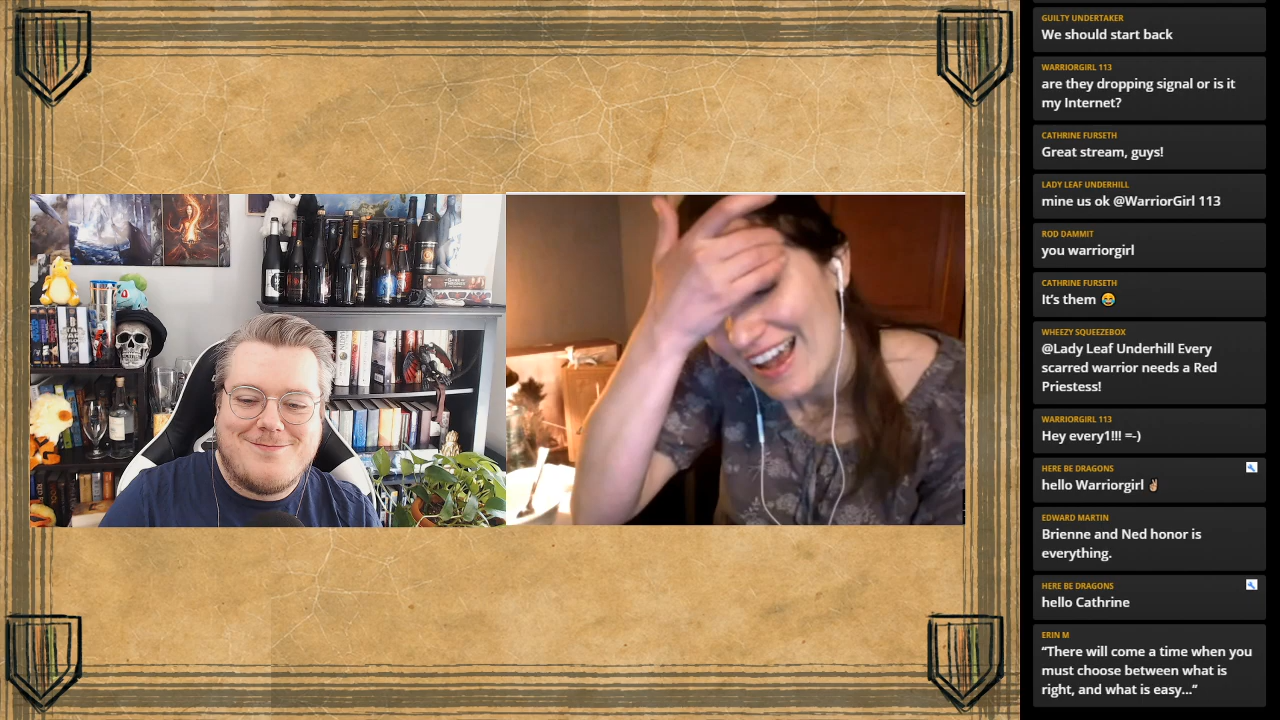 GUILTY UNDERTAKER
We should start back
WARRIORGIRL 113
are they dropping signal or is it
my Internet?
CATHRINE FURSETH
Great stream, guys!
LADY LEAF UNDERHILL
mine us ok @WarriorGirl 113
ROD DAMMIT
you warriorgirl
CATHRINE FURSETH
It's them 😂
WHEEZY SQUEEZEBOX
@Lady Leaf Underhill Every
scarred warrior needs a Red
Priestess!
WARRIORGIRL 113
Hey every1!!! =-)
HERE BE DRAGONS
hello Warriorgirl ✌🏽
EDWARD MARTIN
Brienne and Ned honor is
everything.
HERE BE DRAGONS
hello Cathrine
ERIN M
“There will come a time when you
must choose between what is
right, and what is easy...”